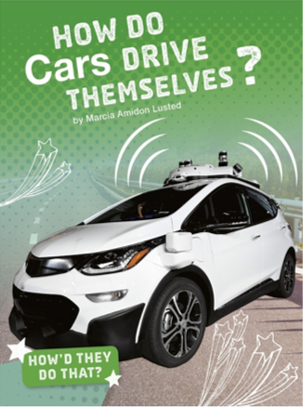 HOW DO
Cars DRIVE
THEMSELVES?
by Marcia Amidon Lusted
HOW'D THEY
DO THAT?